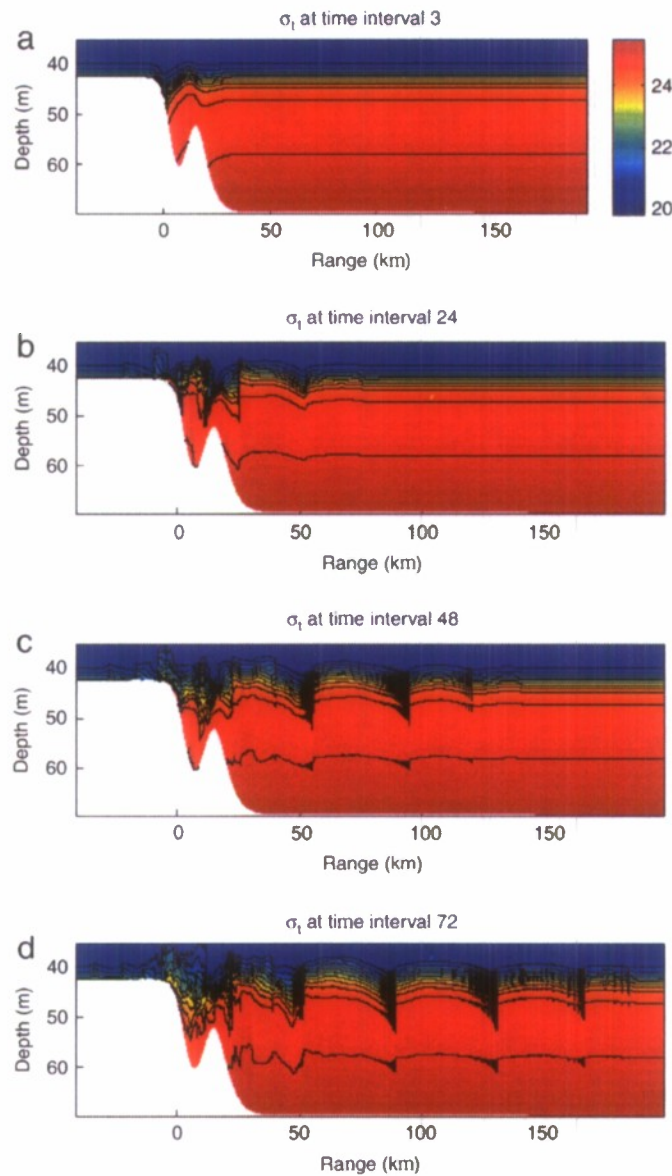 a
σt at time interval 3
Depth (m)
40
50
60
0
50
100
150
Range (km)
24
22
20
b
σt at time interval 24
Depth (m)
40
50
60
0
50
100
150
Range (km)
c
σt at time interval 48
Depth (m)
40
50
60
0
50
100
150
Range (km)
d
σt at time interval 72
Depth (m)
40
50
60
0
50
100
150
Range (km)